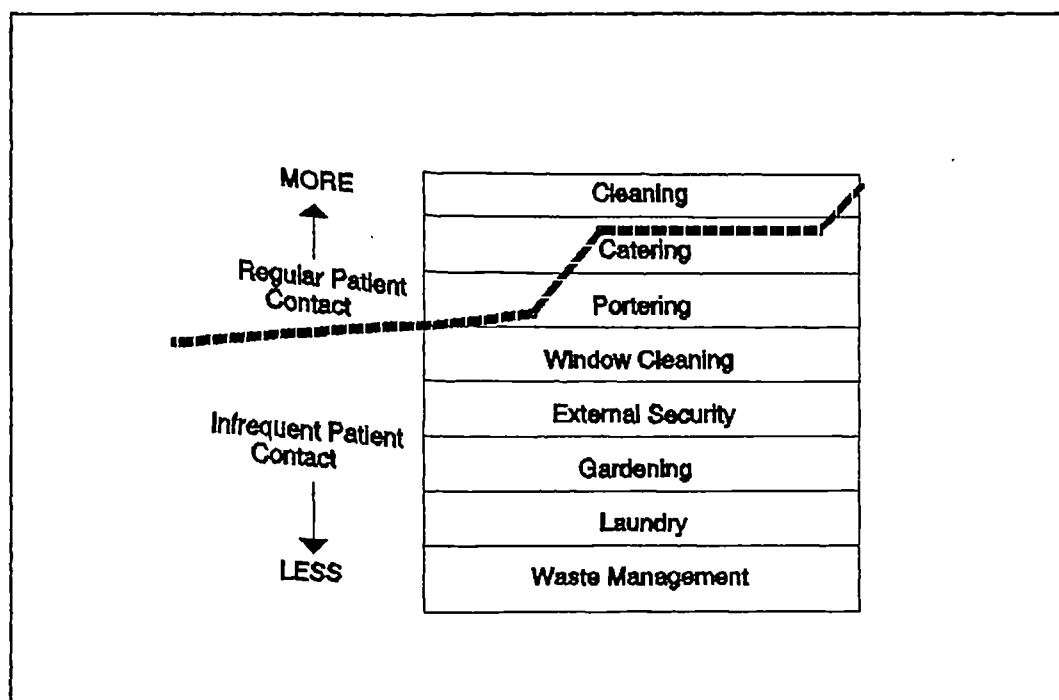 MORE
Regular Patient
Contact
Infrequent Patient
Contact
LESS
Cleaning
Catering
Portering
Window Cleaning
External Security
Gardening
Laundry
Waste Management